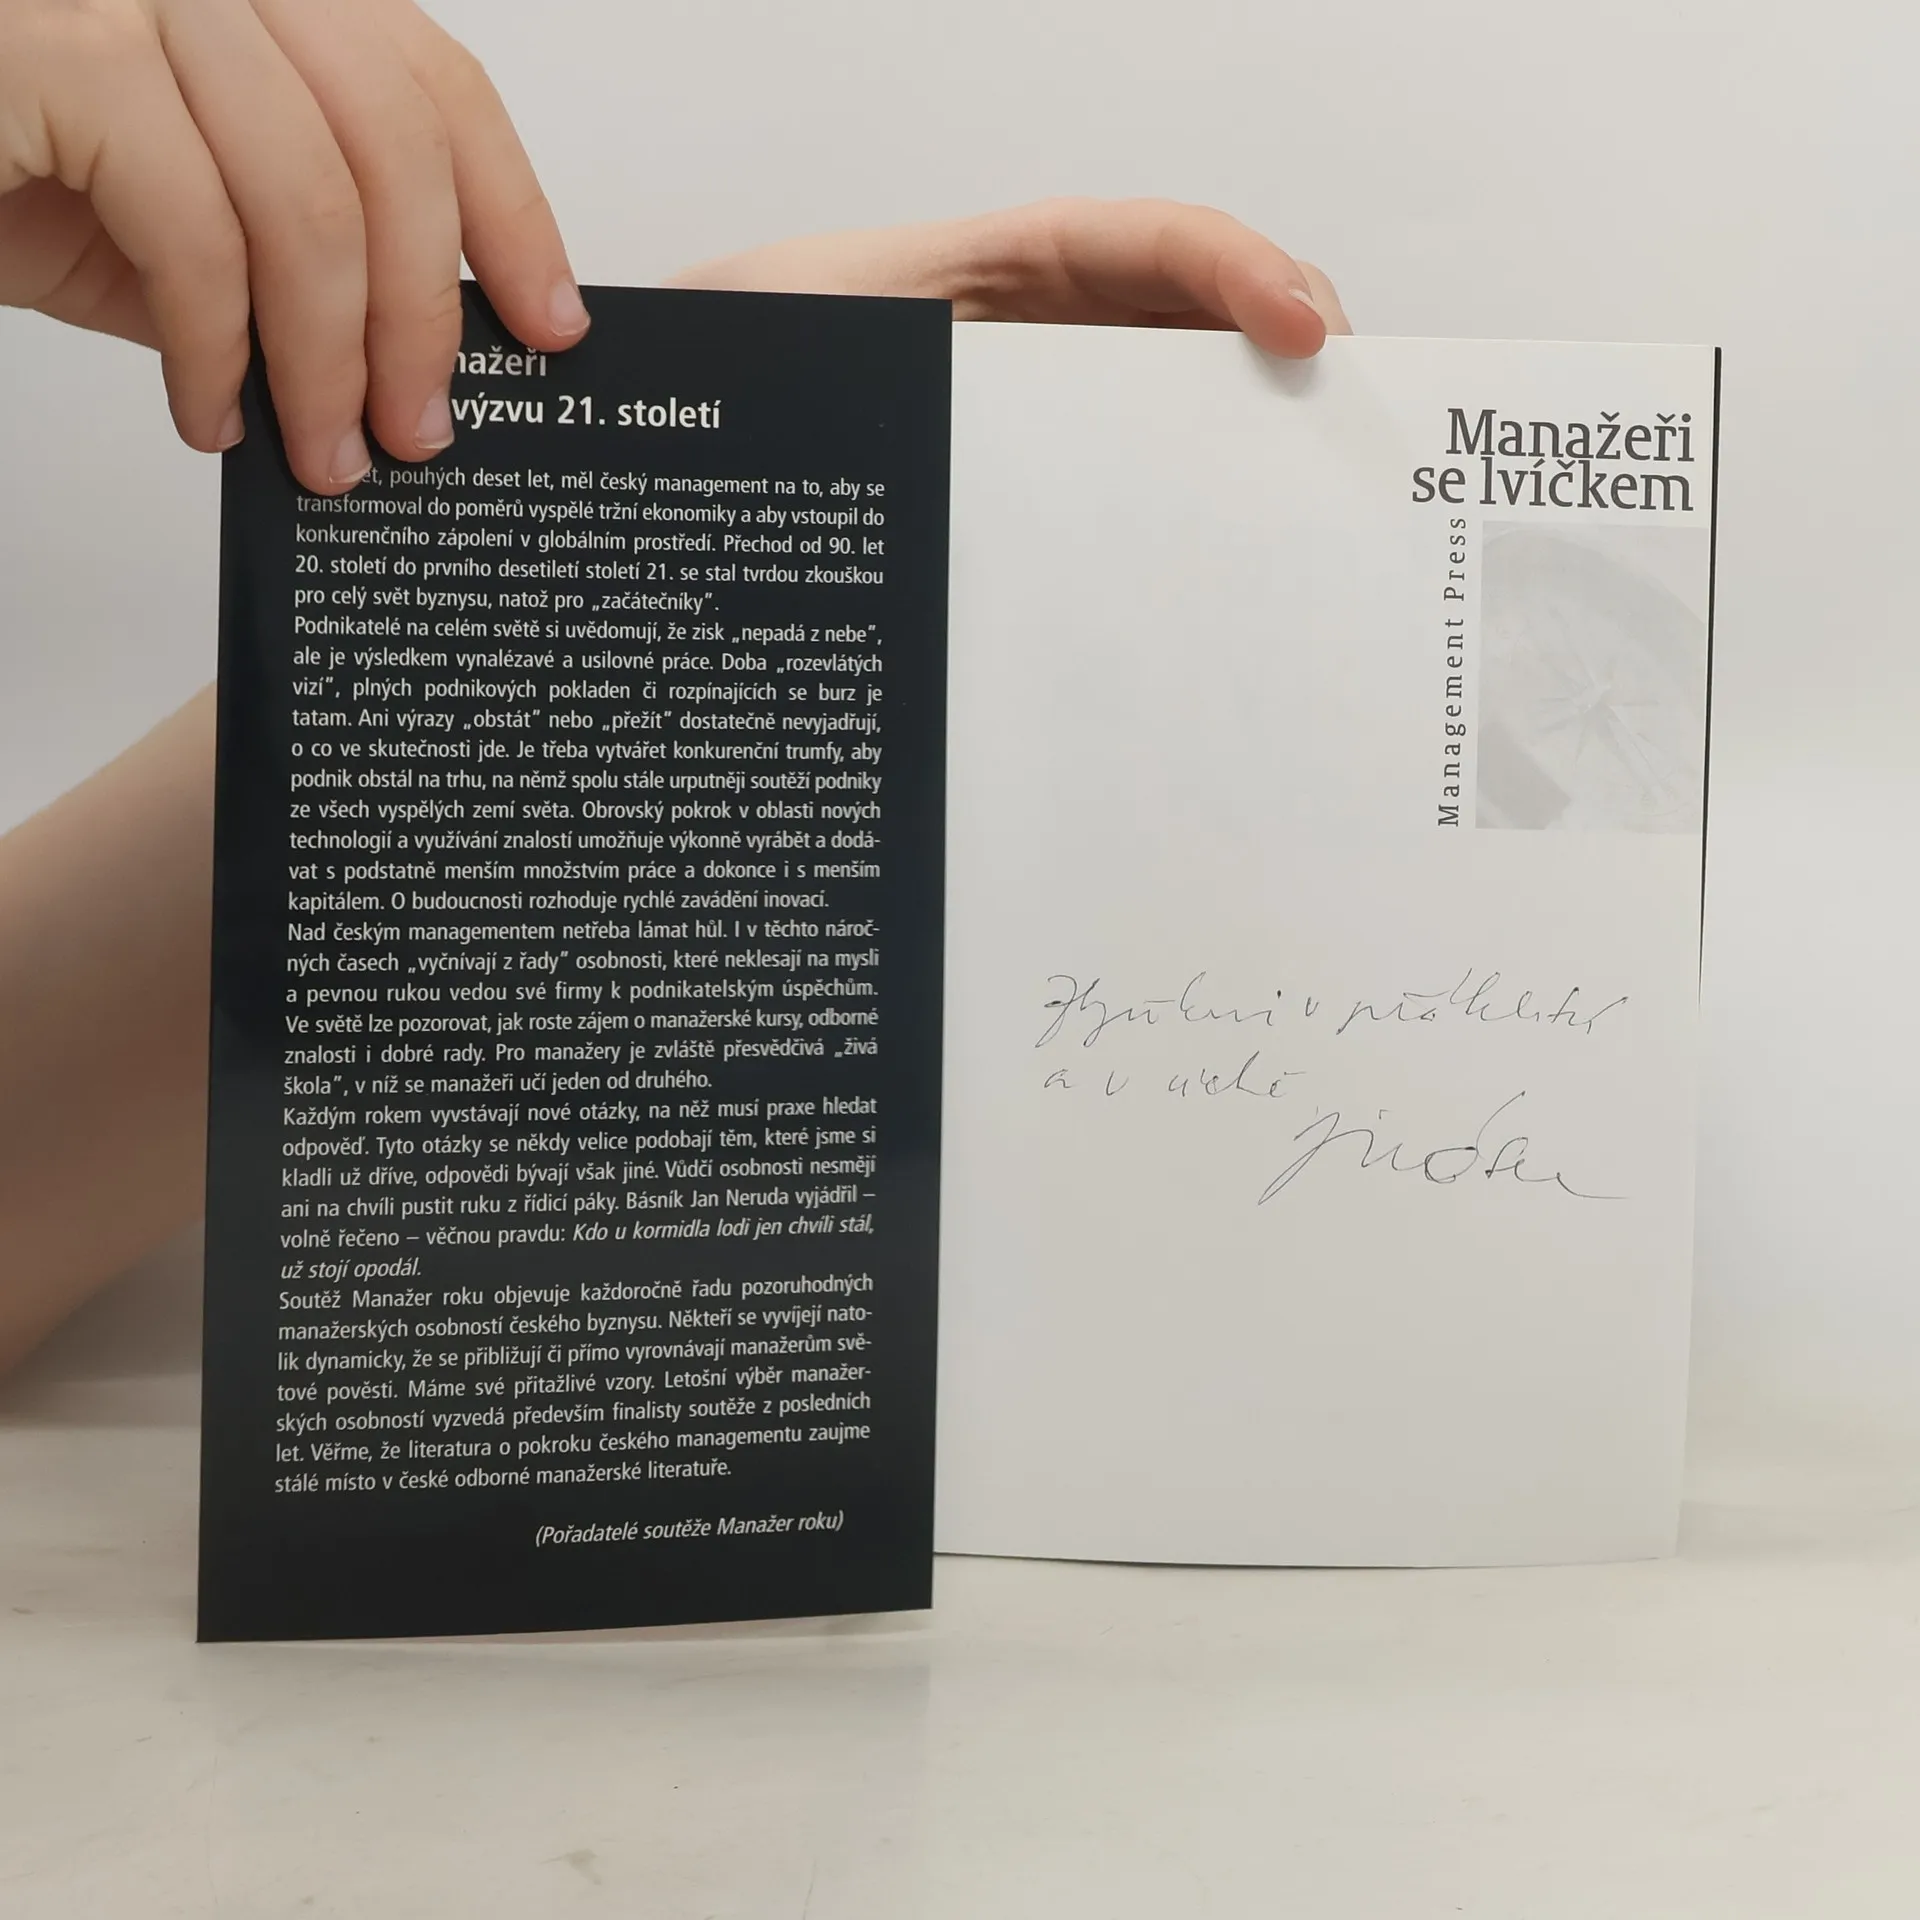 výzvu 21. století
pouhých deset let, měl český management na to, aby se
transformoval do poměrů vyspělé tržní ekonomiky a aby vstoupil do
konkurenčního zápolení v globálním prostředí. Přechod od 90. let
20. století do prvního desetiletí století 21. se stal tvrdou zkouškou
pro celý svět byznysu, natož pro „začátečníky".
Podnikatelé na celém světě si uvědomují, že zisk „nepadá z nebe",
ale je výsledkem vynalézavé a usilovné práce. Doba „rozevlátých
vizí", plných podnikových pokladen či rozpínajících se burz je
tatam. Ani výrazy „obstát" nebo „přežít" dostatečně nevyjadřují,
o co ve skutečnosti jde. Je třeba vytvářet konkurenční trumfy, aby
podnik obstál na trhu, na němž spolu stále urputněji soutěží podniky
ze všech vyspělých zemí světa. Obrovský pokrok v oblasti nových
technologií a využívání znalostí umožňuje výkonně vyrábět a dodá-
vat s podstatně menším množstvím práce a dokonce i s menším
kapitálem. O budoucnosti rozhoduje rychlé zavádění inovací.
Nad českým managementem netřeba lámat hůl. I v těchto nároč-
ných časech „vyčnívají z řady" osobnosti, které neklesají na mysli
a pevnou rukou vedou své firmy k podnikatelským úspěchům.
Ve světě lze pozorovat, jak roste zájem o manažerské kursy, odborné
znalosti i dobré rady. Pro manažery je zvláště přesvědčivá „živá
škola", v níž se manažeři učí jeden od druhého.
Každým rokem vyvstávají nové otázky, na něž musí praxe hledat
odpověď. Tyto otázky se někdy velice podobají těm, které jsme si
kladli už dříve, odpovědi bývají však jiné. Vůdčí osobnosti nesmějí
ani na chvíli pustit ruku z řídicí páky. Básník Jan Neruda vyjádřil –
volně řečeno – věčnou pravdu: Kdo u kormidla lodi jen chvíli stál,
už stojí opodál.
Soutěž Manažer roku objevuje každoročně řadu pozoruhodných
manažerských osobností českého byznysu. Někteří se vyvíjejí nato-
lik dynamicky, že se přibližují či přímo vyrovnávají manažerům svě-
tové pověsti. Máme své přitažlivé vzory. Letošní výběr manažer-
ských osobností vyzvedá především finalisty soutěže z posledních
let. Věřme, že literatura o pokroku českého managementu zaujme
stálé místo v české odborné manažerské literatuře.
(Pořadatelé soutěže Manažer roku)
Manažeři
se lvíčkem
Management Press
v
a v